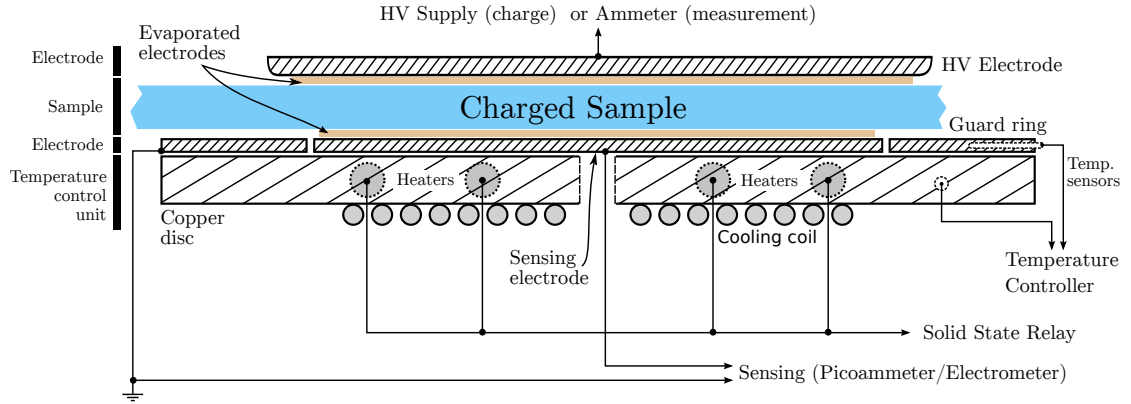 HV Supply (charge) or Ammeter (measurement)
Evaporated
electrodes
Electrode
HV Electrode
Sample
Charged Sample
Guard ring
Electrode
Temp.
sensors
Temperature
control
unit
Heaters
Heaters
Copper
disc
Cooling coil
Sensing
electrode
Temperature
Controller
Solid State Relay
Sensing (Picoammeter/Electrometer)